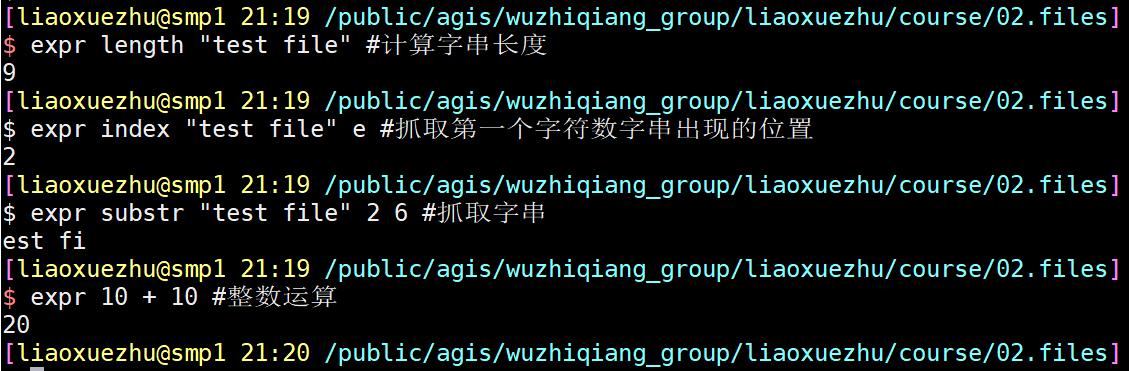 [liaoxuezhu@smp1 21:19 /public/agis/wuzhiqiang_group/liaoxuezhu/course/02.files]
$ expr length "test file" #计算字串长度
9
[liaoxuezhu@smp1 21:19 /public/agis/wuzhiqiang_group/liaoxuezhu/course/02.files]
$ expr index "test file" e #抓取第一个字符数字串出现的位置
2
[liaoxuezhu@smp1 21:19 /public/agis/wuzhiqiang_group/liaoxuezhu/course/02.files]
$ expr substr "test file" 2 6 #抓取字串
est fi
[liaoxuezhu@smp1 21:19 /public/agis/wuzhiqiang_group/liaoxuezhu/course/02.files]
$ expr 10 + 10 #整数运算
20
[liaoxuezhu@smp1 21:20 /public/agis/wuzhiqiang_group/liaoxuezhu/course/02.files]